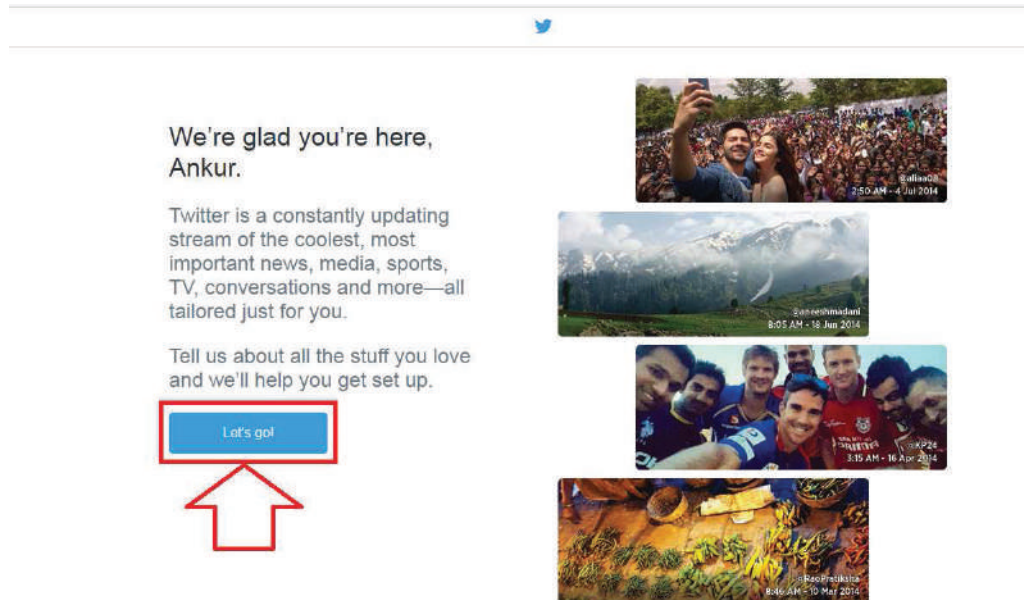 We're glad you're here,
Ankur.
Twitter is a constantly updating
stream of the coolest, most
important news, media, sports,
TV, conversations and more—all
tailored just for you.
Tell us about all the stuff you love
and we'll help you get set up.
Let's go!
@aliaa08
2:50 AM - 4 Jul 2014
@aneeshmadani
8:05 AM - 18 Jun 2014
@KP24
3:15 AM - 16 Apr 2014
@RaoPratiksha
8:46 AM - 10 Mar 2014